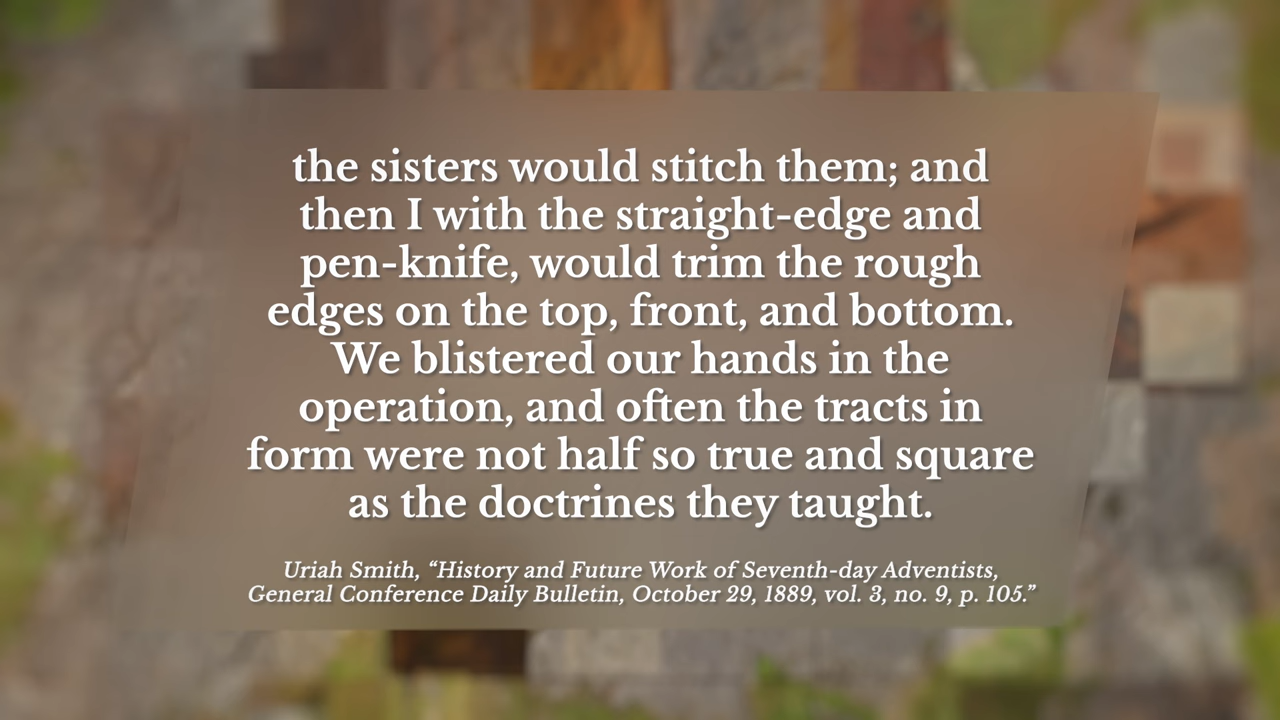 the sisters would stitch them; and
then I with the straight-edge and
pen-knife, would trim the rough
edges on the top, front, and bottom.
We blistered our hands in the
operation, and often the tracts in
form were not half so true and square
as the doctrines they taught.
Uriah Smith, “History and Future Work of Seventh-day Adventists,
General Conference Daily Bulletin, October 29, 1889, vol. 3, no. 9, p. 105.”